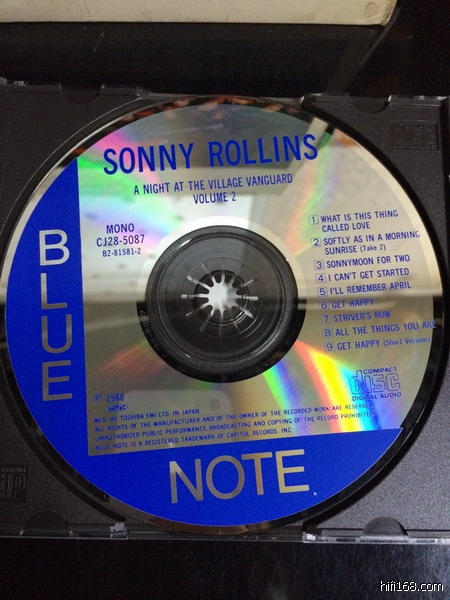 SONNY ROLLINS
A NIGHT AT THE VILLAGE VANGUARD
VOLUME 2
MONO
CJ28-5087
B2-81581-2
1 WHAT IS THIS THING
CALLED LOVE
2 SOFTLY AS IN A MORNING
SUNRISE (Take 2)
3 SONNYMOON FOR TWO
4 I CAN'T GET STARTED
5 I'LL REMEMBER APRIL
6 GET HAPPY
7 STRIVER'S ROW
8 ALL THE THINGS YOU ARE
9 GET HAPPY (Short Version)
BLUE
COMPACT
disc
DIGITAL AUDIO
P 1988
MFD. BY TOSHIBA EMI LTD. IN JAPAN
ALL RIGHTS OF THE MANUFACTURER AND OF THE OWNER OF THE RECORDED WORK ARE RESERVED.
UNAUTHORIZED PUBLIC PERFORMANCE, BROADCASTING AND COPYING OF THE RECORD PROHIBITED.
BLUE NOTE IS A REGISTERED TRADEMARK OF CAPITOL RECORDS, INC.
NOTE
hifi168.com